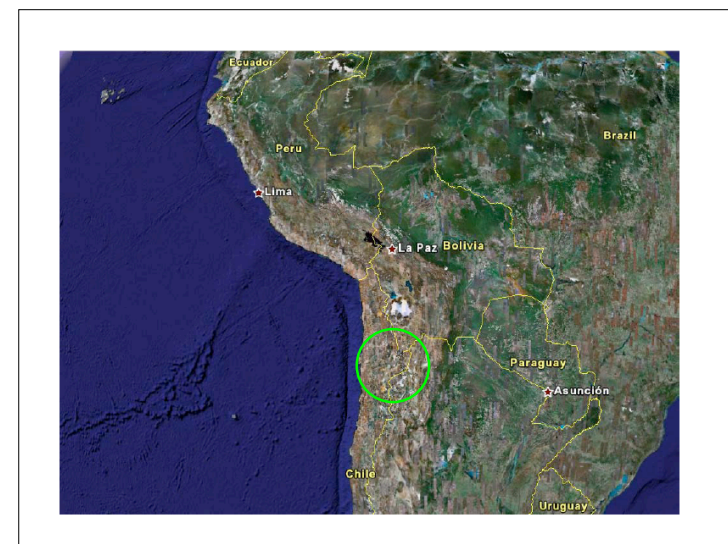 Ecuador
Brazil
Peru
Lima
La Paz Bolivia
Paraguay
Asunción
Chile
Uruguay